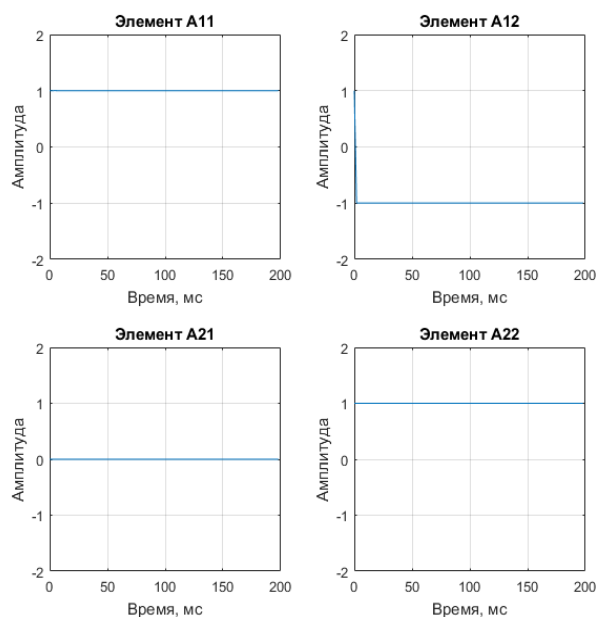 Элемент A11
2
1
0
-1
-2
Амплитуда
0 50 100 150 200
Время, мс
Элемент A12
2
1
0
-1
-2
Амплитуда
0 50 100 150 200
Время, мс
Элемент A21
2
1
0
-1
-2
Амплитуда
0 50 100 150 200
Время, мс
Элемент A22
2
1
0
-1
-2
Амплитуда
0 50 100 150 200
Время, мс